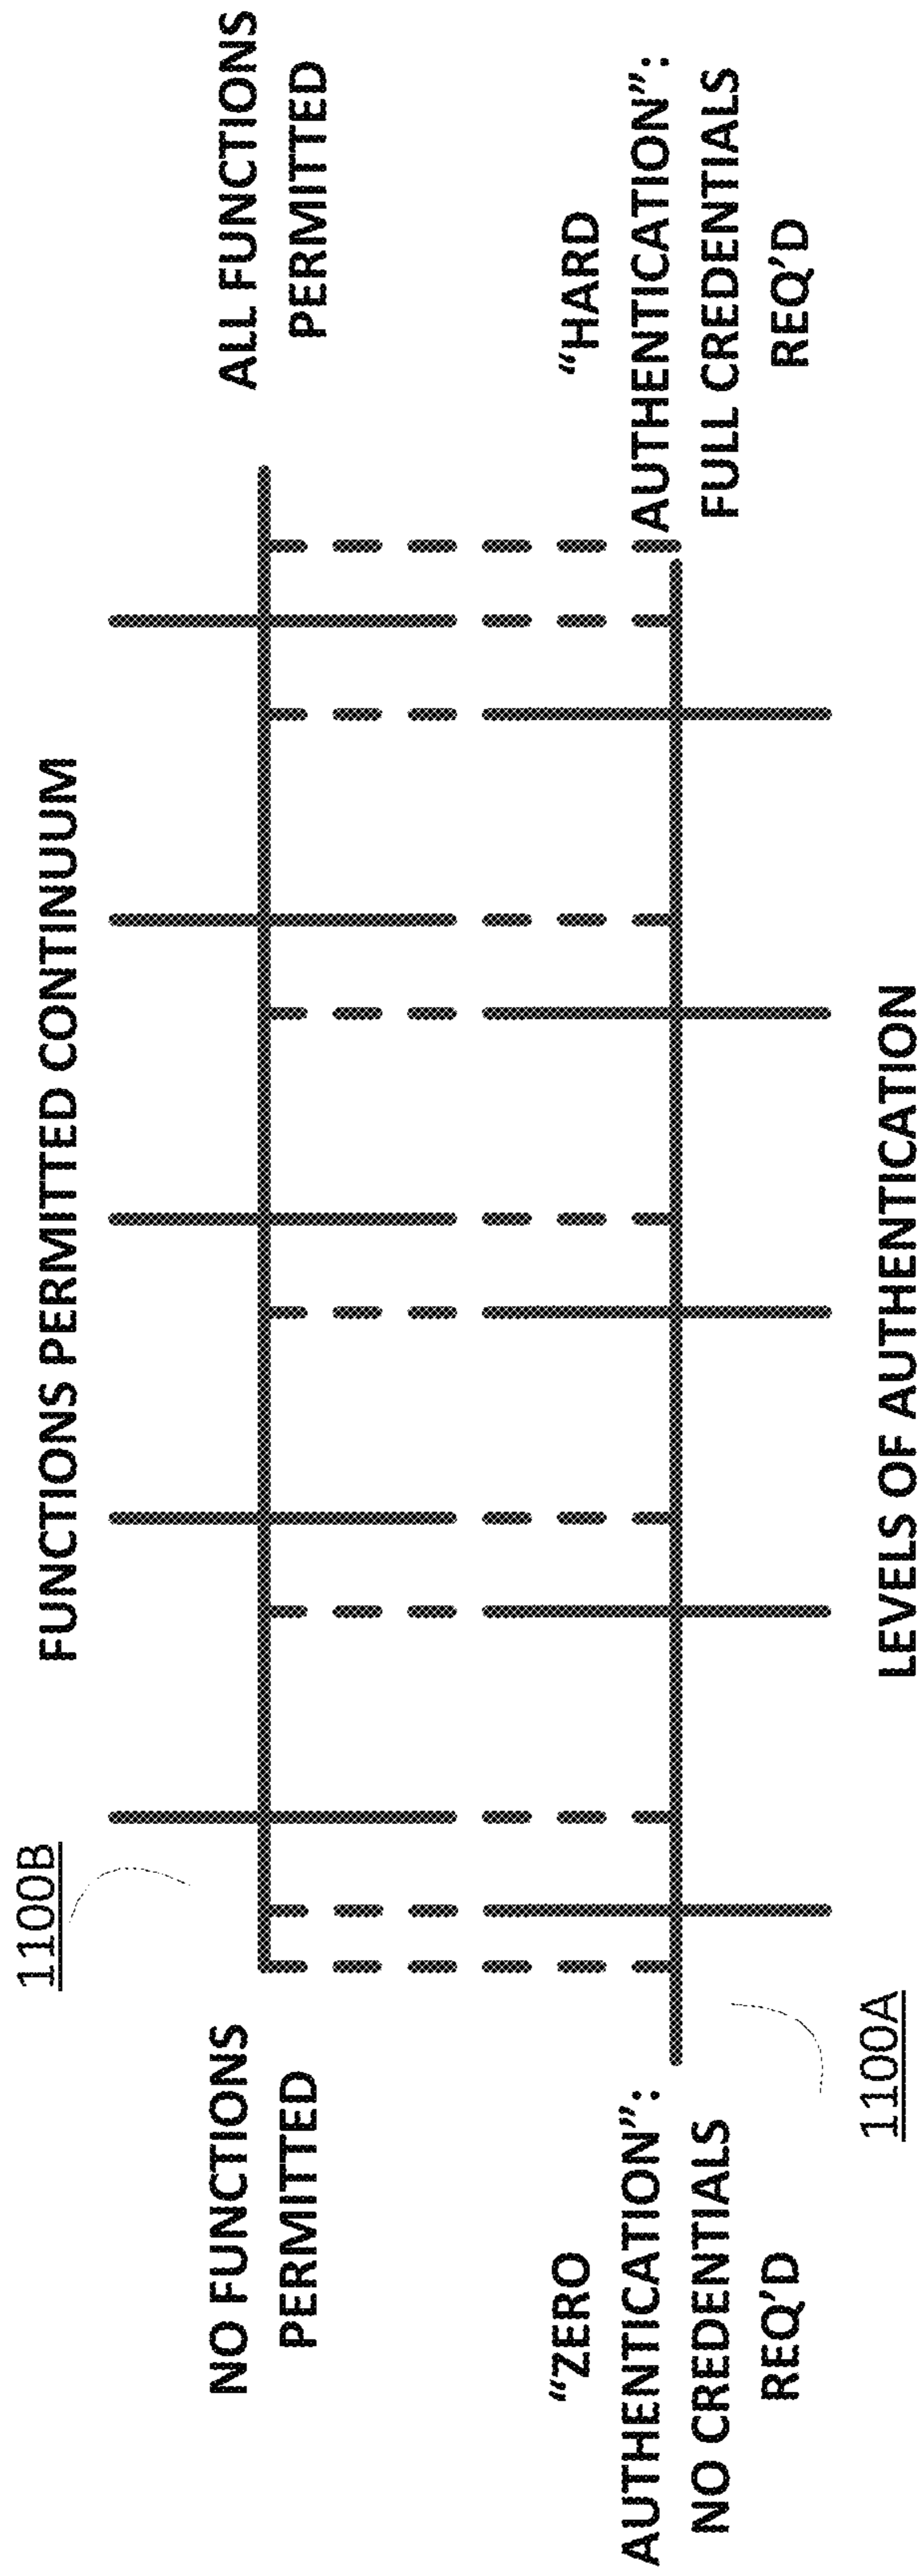 1100B
FUNCTIONS PERMITTED CONTINUUM
NO FUNCTIONS
PERMITTED
ALL FUNCTIONS
PERMITTED
“ZERO
AUTHENTICATION”:
NO CREDENTIALS
REQ’D
“HARD
AUTHENTICATION”:
FULL CREDENTIALS
REQ’D
1100A
LEVELS OF AUTHENTICATION